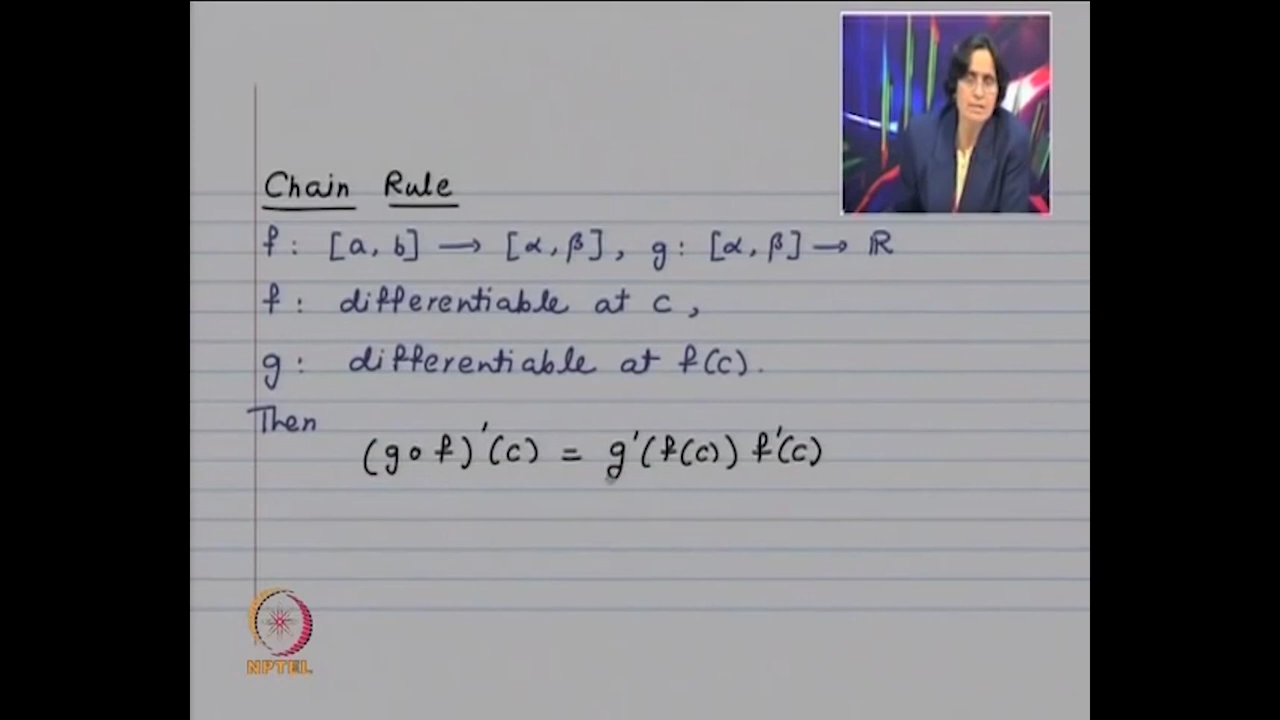 Chain Rule
f : [a, b] → [α, β], g : [α, β] → ℝ
f : differentiable at c,
g : differentiable at f(c).
Then
(g o f)'(c) = g'(f(c)) f'(c)
NPTEL